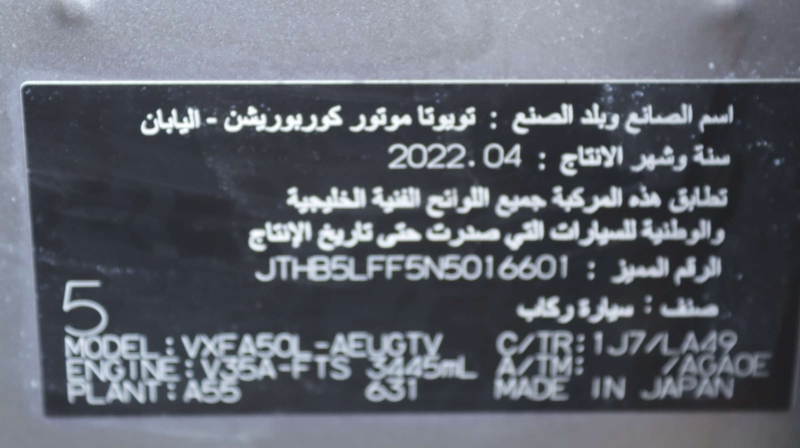 اسم الصانع وبلد الصنع : تويوتا موتور كوربوريشن - اليابان
سنة وشهر الانتاج : 2022.04
تطابق هذه المركبة جميع اللوائح الفنية الخليجية
والوطنية للسيارات التي صدرت حتى تاريخ الإنتاج
الرقم المميز : JTHB5LFF5N5016601
صنف : سيارة ركاب
5
MODEL:VXFA50L-AEUGTV C/TR:1J7/LA49
ENGINE:V35A-FTS 3445mL A/TM: /AGA0E
PLANT:A55 631 MADE IN JAPAN